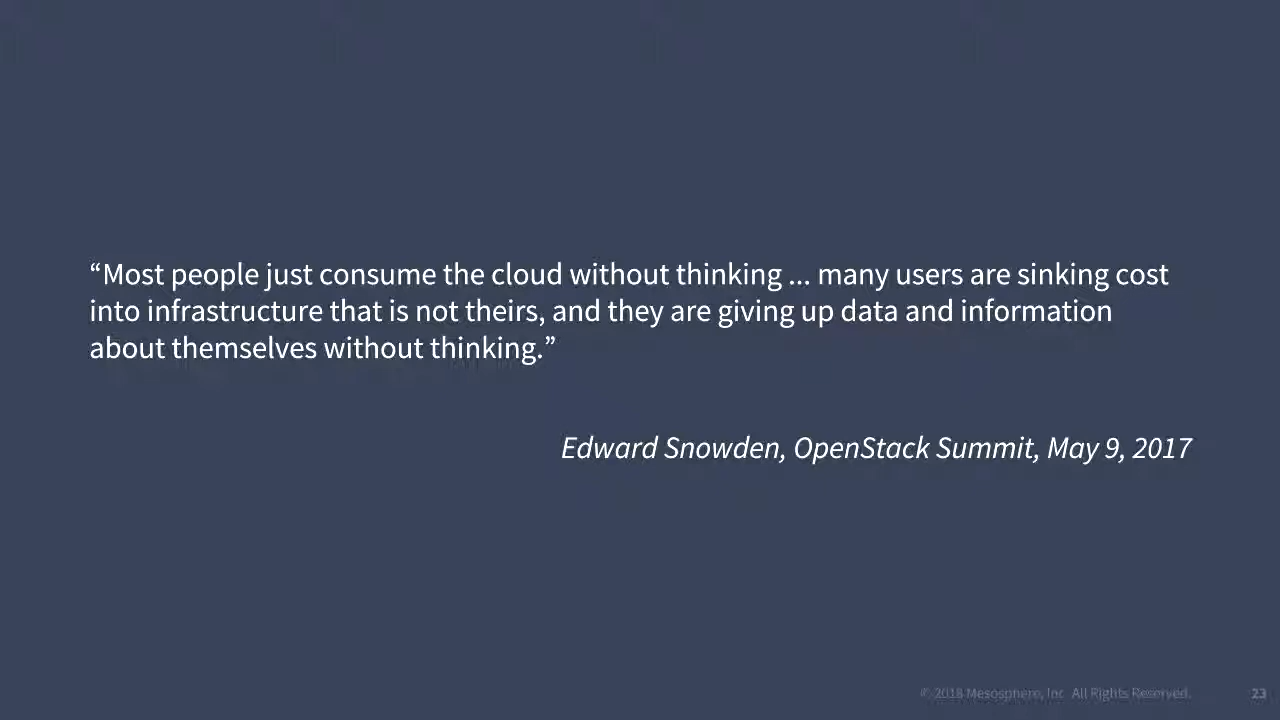 “Most people just consume the cloud without thinking ... many users are sinking cost
into infrastructure that is not theirs, and they are giving up data and information
about themselves without thinking.”
Edward Snowden, OpenStack Summit, May 9, 2017
© 2018 Mesosphere, Inc. All Rights Reserved.
23